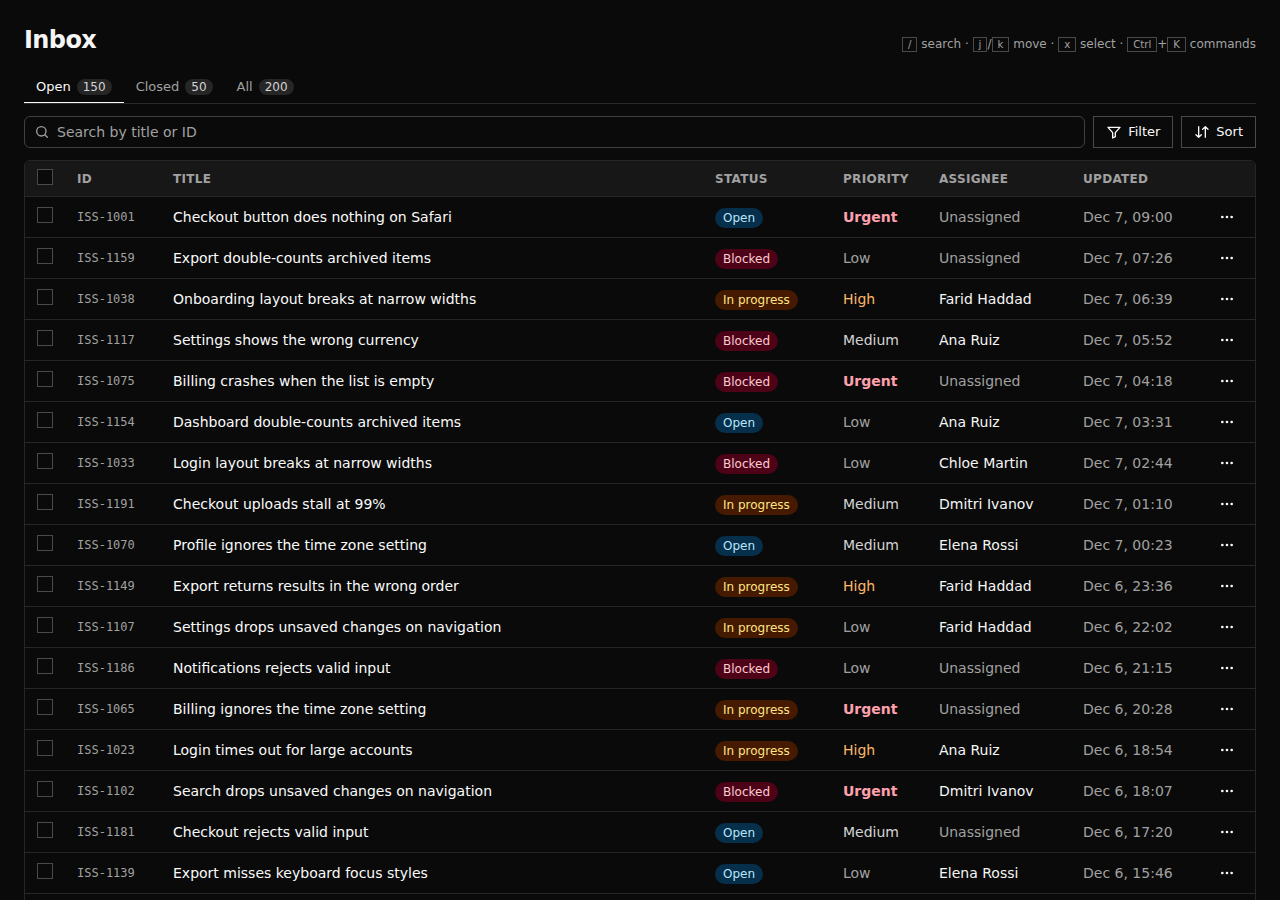 Inbox
/ search · j/k move · x select · Ctrl+K commands
Open 150 Closed 50 All 200
Search by title or ID Filter Sort
ID TITLE STATUS PRIORITY ASSIGNEE UPDATED
ISS-1001 Checkout button does nothing on Safari Open Urgent Unassigned Dec 7, 09:00
ISS-1159 Export double-counts archived items Blocked Low Unassigned Dec 7, 07:26
ISS-1038 Onboarding layout breaks at narrow widths In progress High Farid Haddad Dec 7, 06:39
ISS-1117 Settings shows the wrong currency Blocked Medium Ana Ruiz Dec 7, 05:52
ISS-1075 Billing crashes when the list is empty Blocked Urgent Unassigned Dec 7, 04:18
ISS-1154 Dashboard double-counts archived items Open Low Ana Ruiz Dec 7, 03:31
ISS-1033 Login layout breaks at narrow widths Blocked Low Chloe Martin Dec 7, 02:44
ISS-1191 Checkout uploads stall at 99% In progress Medium Dmitri Ivanov Dec 7, 01:10
ISS-1070 Profile ignores the time zone setting Open Medium Elena Rossi Dec 7, 00:23
ISS-1149 Export returns results in the wrong order In progress High Farid Haddad Dec 6, 23:36
ISS-1107 Settings drops unsaved changes on navigation In progress Low Farid Haddad Dec 6, 22:02
ISS-1186 Notifications rejects valid input Blocked Low Unassigned Dec 6, 21:15
ISS-1065 Billing ignores the time zone setting In progress Urgent Unassigned Dec 6, 20:28
ISS-1023 Login times out for large accounts In progress High Ana Ruiz Dec 6, 18:54
ISS-1102 Search drops unsaved changes on navigation Blocked Urgent Dmitri Ivanov Dec 6, 18:07
ISS-1181 Checkout rejects valid input Open Medium Unassigned Dec 6, 17:20
ISS-1139 Export misses keyboard focus styles Open Low Elena Rossi Dec 6, 15:46